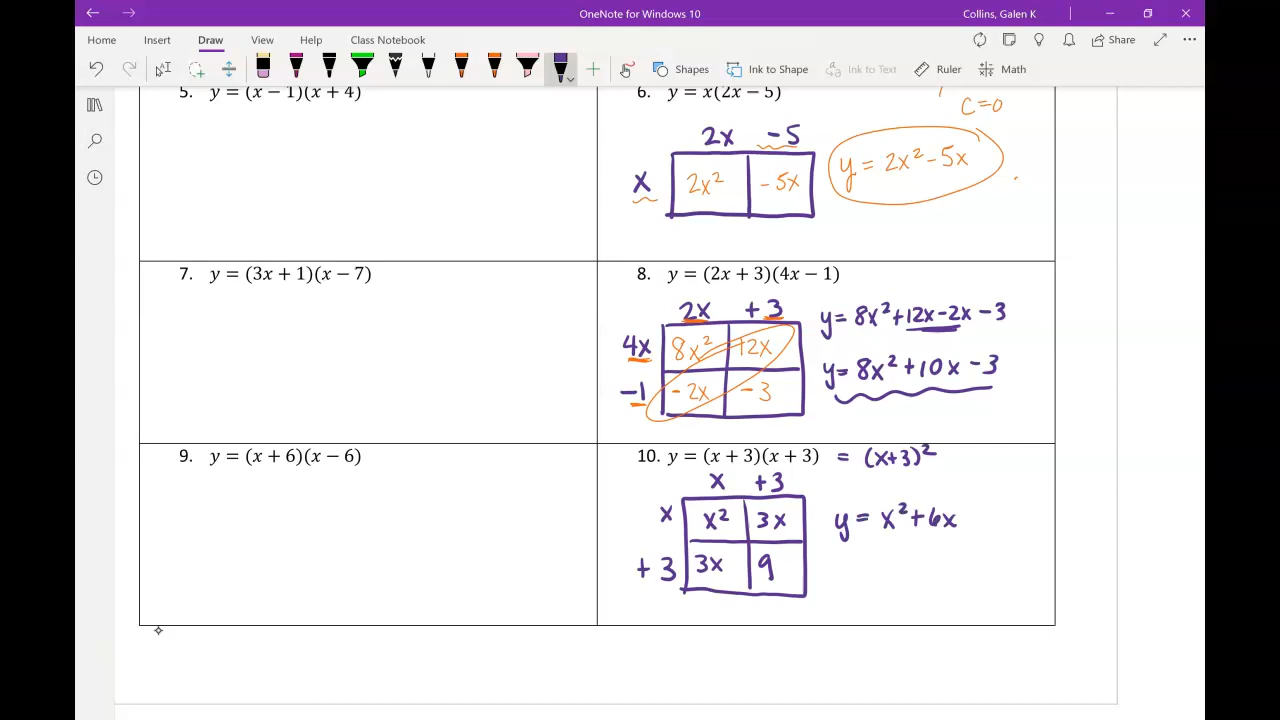 OneNote for Windows 10
Collins, Galen K
Home Insert Draw View Help Class Notebook
Share
Shapes Ink to Shape Ink to Text Ruler Math
5. y = (x − 1)(x + 4)
6. y = x(2x − 5)
C=0
2x -5
x 2x² -5x
y = 2x² - 5x
7. y = (3x + 1)(x − 7)
8. y = (2x + 3)(4x − 1)
2x +3
4x 8x² +12x
-1 -2x -3
y= 8x²+12x-2x-3
y= 8x²+10x-3
9. y = (x + 6)(x − 6)
10. y = (x + 3)(x + 3) = (x+3)²
x +3
x x² 3x
+3 3x 9
y = x²+6x